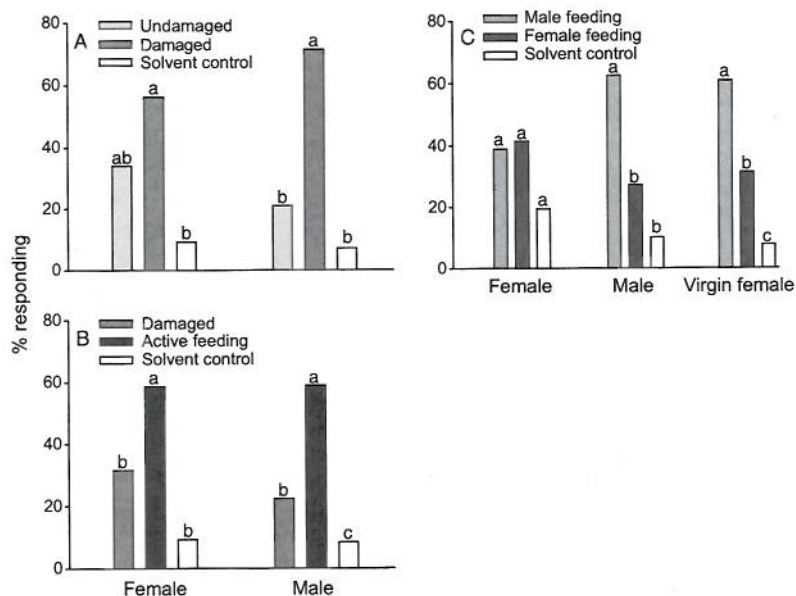 % responding
A
Undamaged
Damaged
Solvent control
80
60
40
20
0
ab
a
b
b
a
b
B
Damaged
Active feeding
Solvent control
80
60
40
20
0
b
a
b
b
a
c
Female
Male
C
Male feeding
Female feeding
Solvent control
80
60
40
20
0
a
a
a
a
b
b
a
b
c
Female
Male
Virgin female